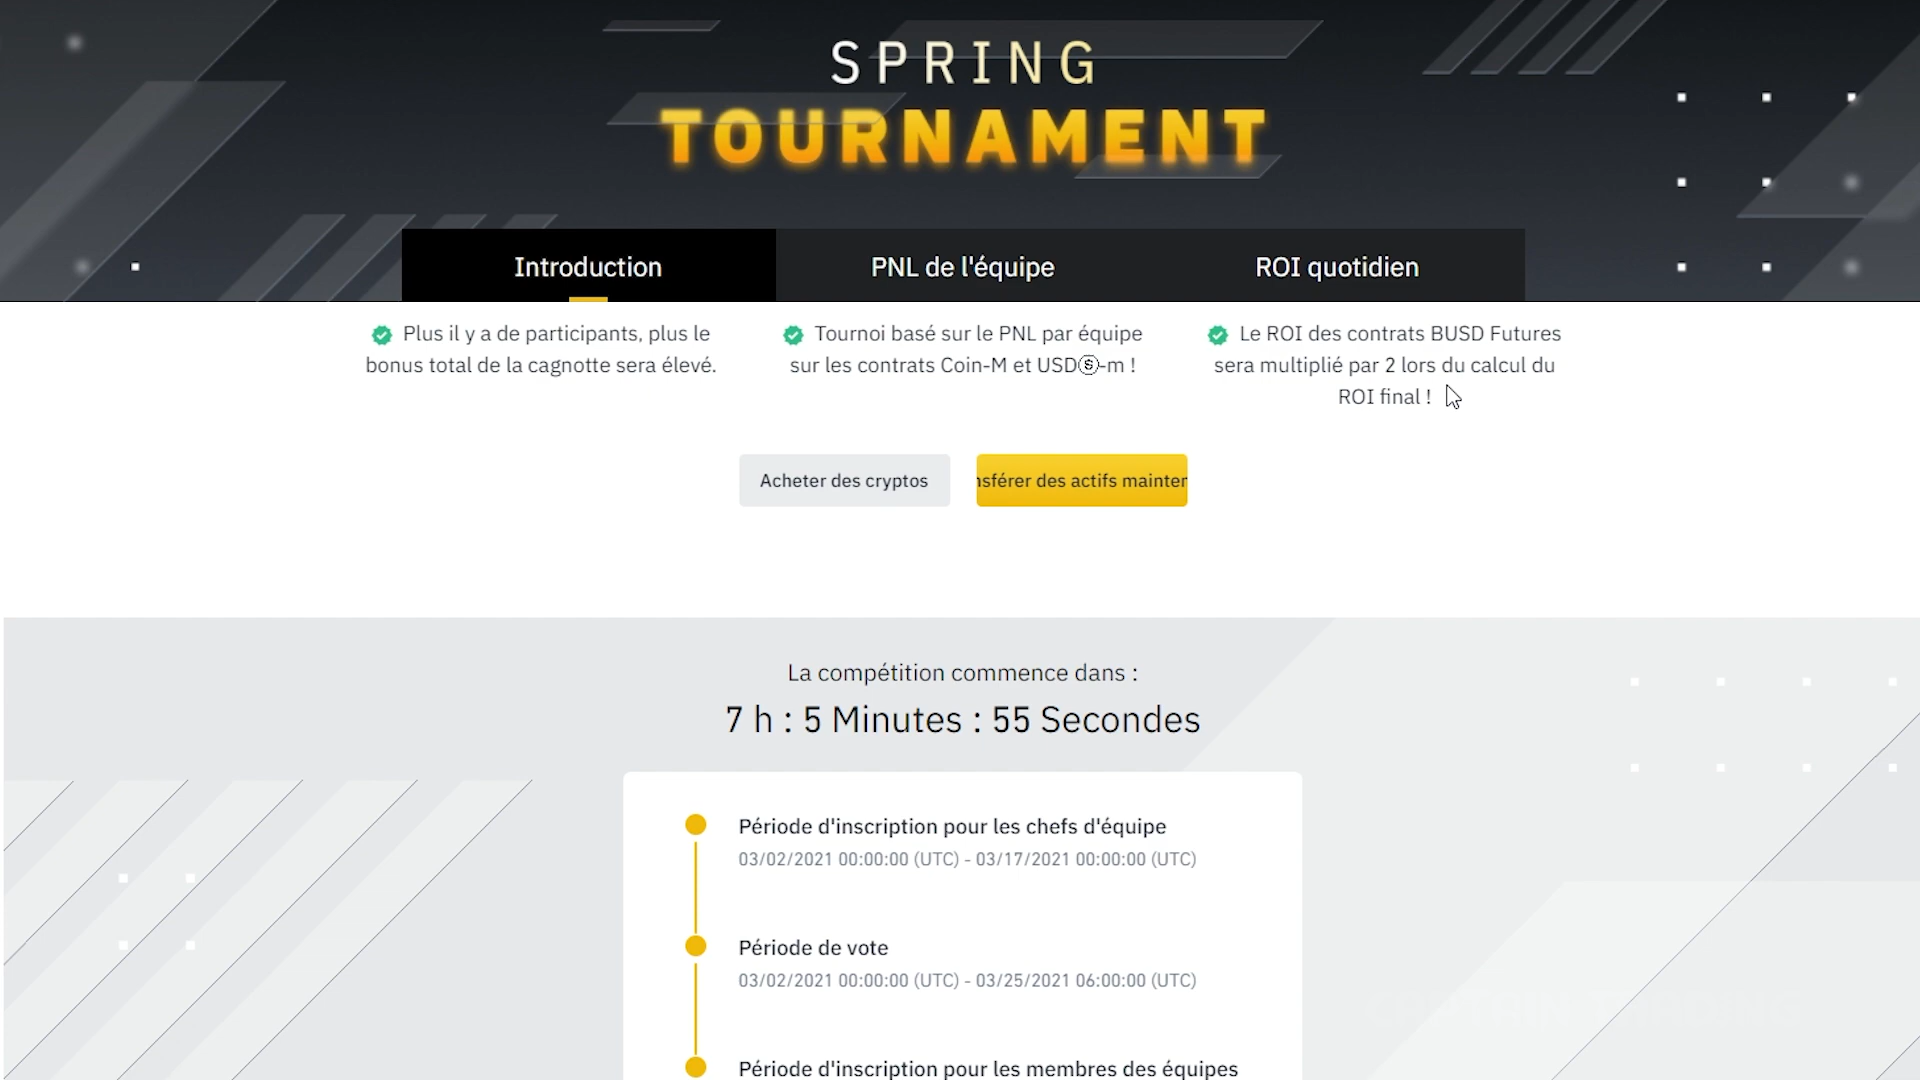 SPRING
TOURNAMENT
Introduction
PNL de l'équipe
ROI quotidien
Plus il y a de participants, plus le
bonus total de la cagnotte sera élevé.
Tournoi basé sur le PNL par équipe
sur les contrats Coin-M et USDⓈ-m !
Le ROI des contrats BUSD Futures
sera multiplié par 2 lors du calcul du
ROI final !
Acheter des cryptos
nsférer des actifs mainten
La compétition commence dans :
7 h : 5 Minutes : 55 Secondes
Période d'inscription pour les chefs d'équipe
03/02/2021 00:00:00 (UTC) - 03/17/2021 00:00:00 (UTC)
Période de vote
03/02/2021 00:00:00 (UTC) - 03/25/2021 06:00:00 (UTC)
Période d'inscription pour les membres des équipes